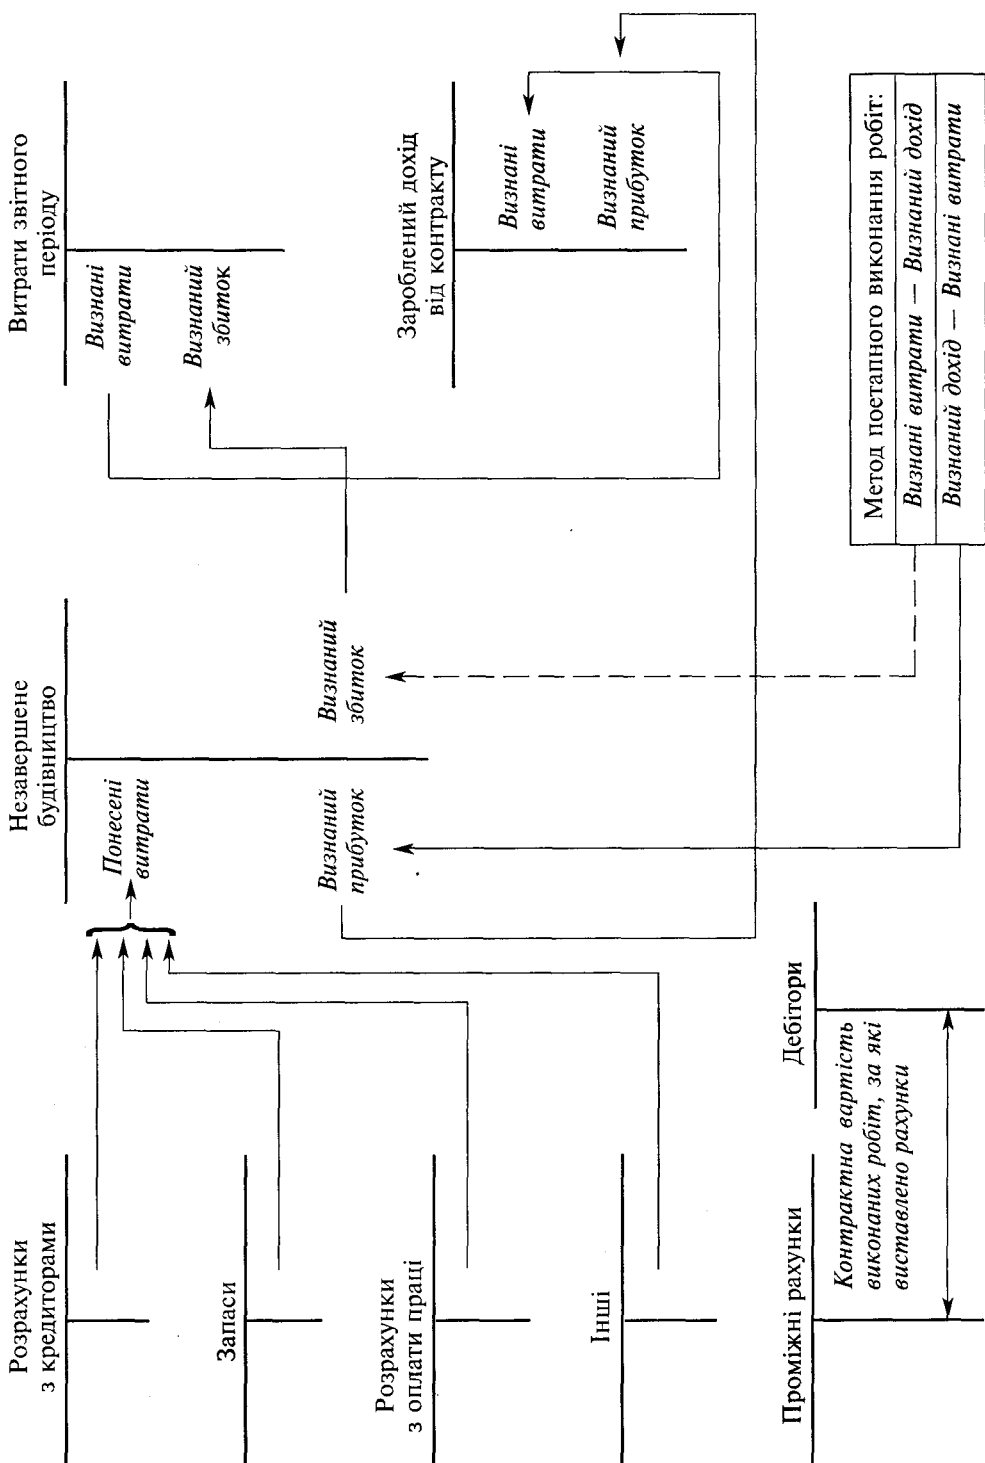 Розрахунки
з кредиторами
Запаси
Розрахунки
з оплати праці
Інші
Проміжні рахунки
Контрактна вартість
виконаних робіт, за які
виставлено рахунки
Дебітори
Незавершене
будівництво
Понесені
витрати
Визнаний
прибуток
Визнаний
збиток
Витрати звітного
періоду
Визнані
витрати
Визнаний
збиток
Зароблений дохід
від контракту
Визнані
витрати
Визнаний
прибуток
Метод поетапного виконання робіт:
Визнані витрати — Визнаний дохід
Визнаний дохід — Визнані витрати